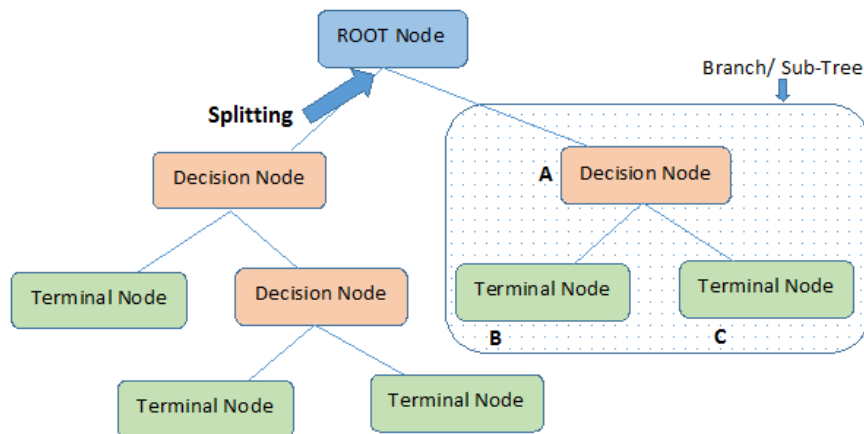 ROOT Node
Branch/ Sub-Tree
Splitting
Decision Node
A
Decision Node
Terminal Node
Decision Node
Terminal Node
Terminal Node
B
C
Terminal Node
Terminal Node